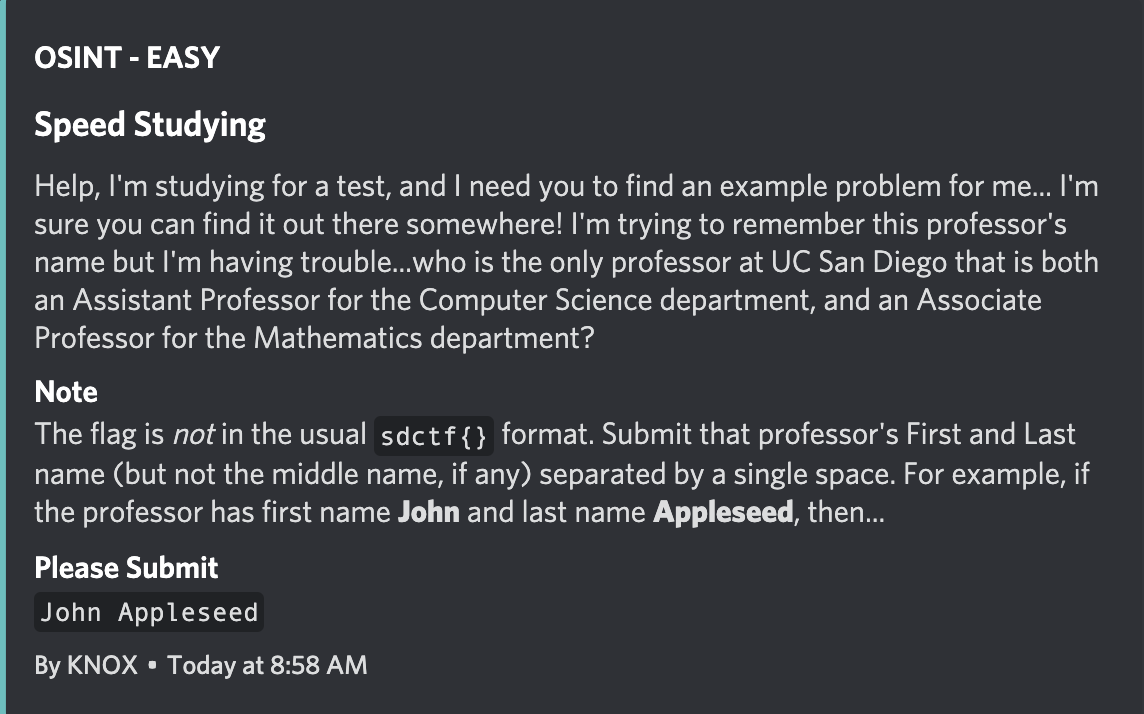 OSINT - EASY
Speed Studying
Help, I'm studying for a test, and I need you to find an example problem for me... I'm
sure you can find it out there somewhere! I'm trying to remember this professor's
name but I'm having trouble...who is the only professor at UC San Diego that is both
an Assistant Professor for the Computer Science department, and an Associate
Professor for the Mathematics department?
Note
The flag is not in the usual sdctf{} format. Submit that professor's First and Last
name (but not the middle name, if any) separated by a single space. For example, if
the professor has first name John and last name Appleseed, then...
Please Submit
John Appleseed
By KNOX • Today at 8:58 AM